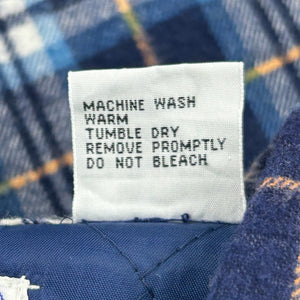 MACHINE WASH
WARM
TUMBLE DRY
REMOVE PROMPTLY
DO NOT BLEACH